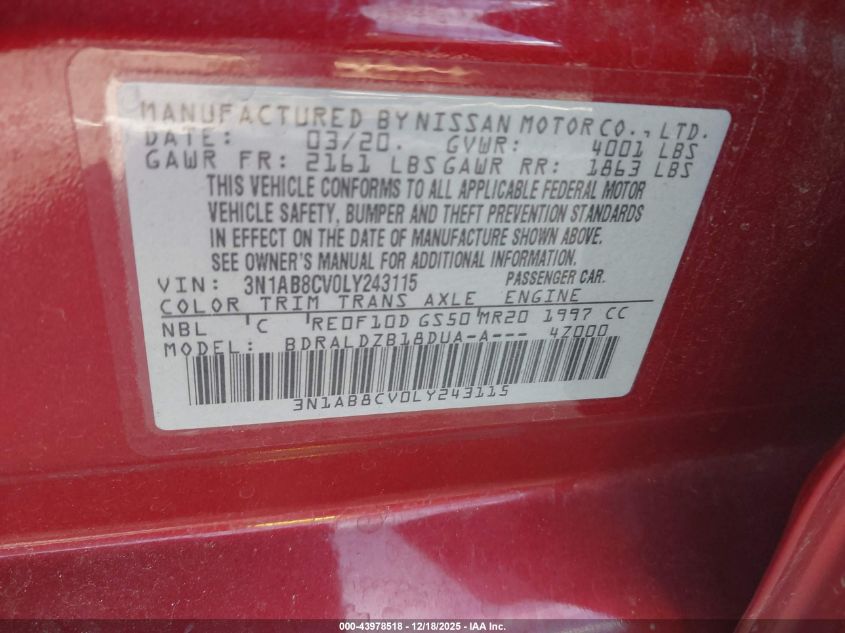 MANUFACTURED BY NISSAN MOTOR CO., LTD.
DATE: 03/20. GVWR: 4001 LBS
GAWR FR: 2161 LBS GAWR RR: 1863 LBS
THIS VEHICLE CONFORMS TO ALL APPLICABLE FEDERAL MOTOR
VEHICLE SAFETY, BUMPER AND THEFT PREVENTION STANDARDS
IN EFFECT ON THE DATE OF MANUFACTURE SHOWN ABOVE.
SEE OWNER'S MANUAL FOR ADDITIONAL INFORMATION.
VIN: 3N1AB8CV0LY243115 PASSENGER CAR.
COLOR TRIM TRANS AXLE ENGINE
NBL 'C 'RE0F10D GS50'MR20 1997 CC
MODEL: BDRALDZB18DUA-A--- 47000
3N1AB8CV0LY243115
000-43978518 - 12/18/2025 - IAA, Inc.